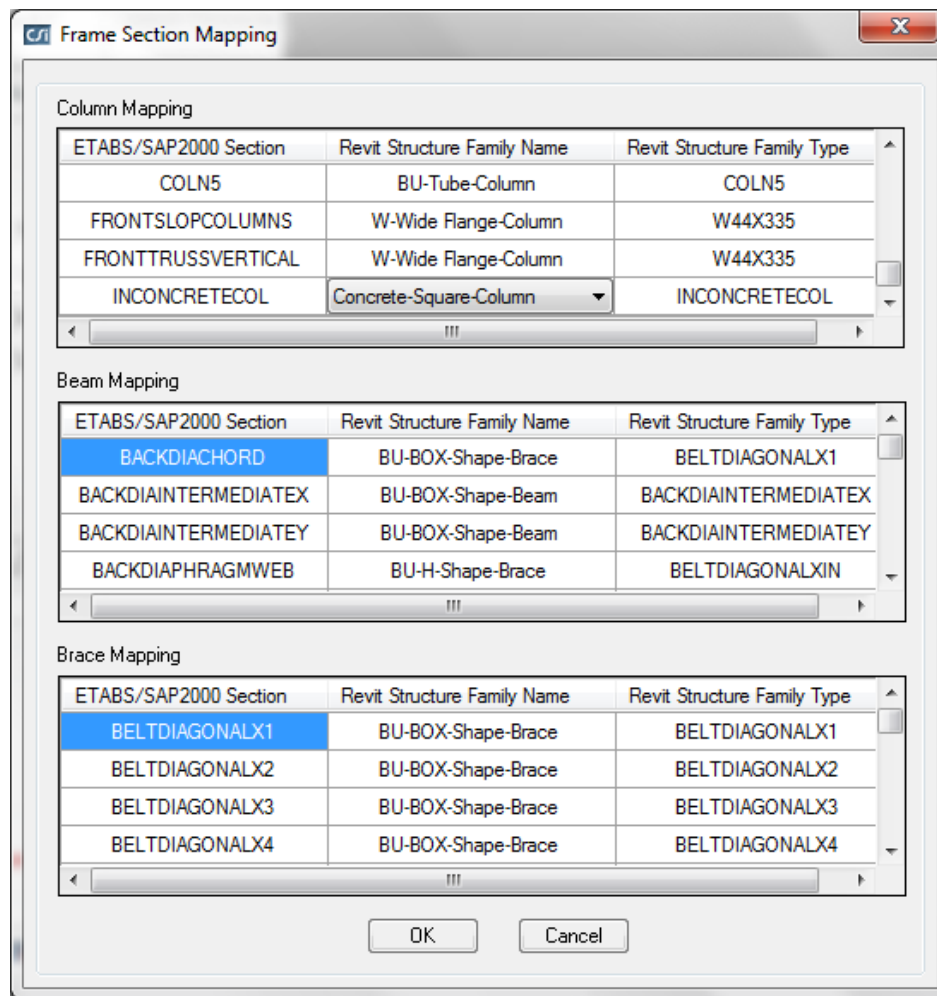 CSi Frame Section Mapping
Column Mapping
ETABS/SAP2000 Section Revit Structure Family Name Revit Structure Family Type
COLN5 BU-Tube-Column COLN5
FRONTSLOPCOLUMNS W-Wide Flange-Column W44X335
FRONTTRUSSVERTICAL W-Wide Flange-Column W44X335
INCONCRETECOL Concrete-Square-Column INCONCRETECOL
Beam Mapping
ETABS/SAP2000 Section Revit Structure Family Name Revit Structure Family Type
BACKDIACHORD BU-BOX-Shape-Brace BELTDIAGONALX1
BACKDIAINTERMEDIATEX BU-BOX-Shape-Beam BACKDIAINTERMEDIATEX
BACKDIAINTERMEDIATEY BU-BOX-Shape-Beam BACKDIAINTERMEDIATEY
BACKDIAPHRAGMWEB BU-H-Shape-Brace BELTDIAGONALXIN
Brace Mapping
ETABS/SAP2000 Section Revit Structure Family Name Revit Structure Family Type
BELTDIAGONALX1 BU-BOX-Shape-Brace BELTDIAGONALX1
BELTDIAGONALX2 BU-BOX-Shape-Brace BELTDIAGONALX2
BELTDIAGONALX3 BU-BOX-Shape-Brace BELTDIAGONALX3
BELTDIAGONALX4 BU-BOX-Shape-Brace BELTDIAGONALX4
OK Cancel